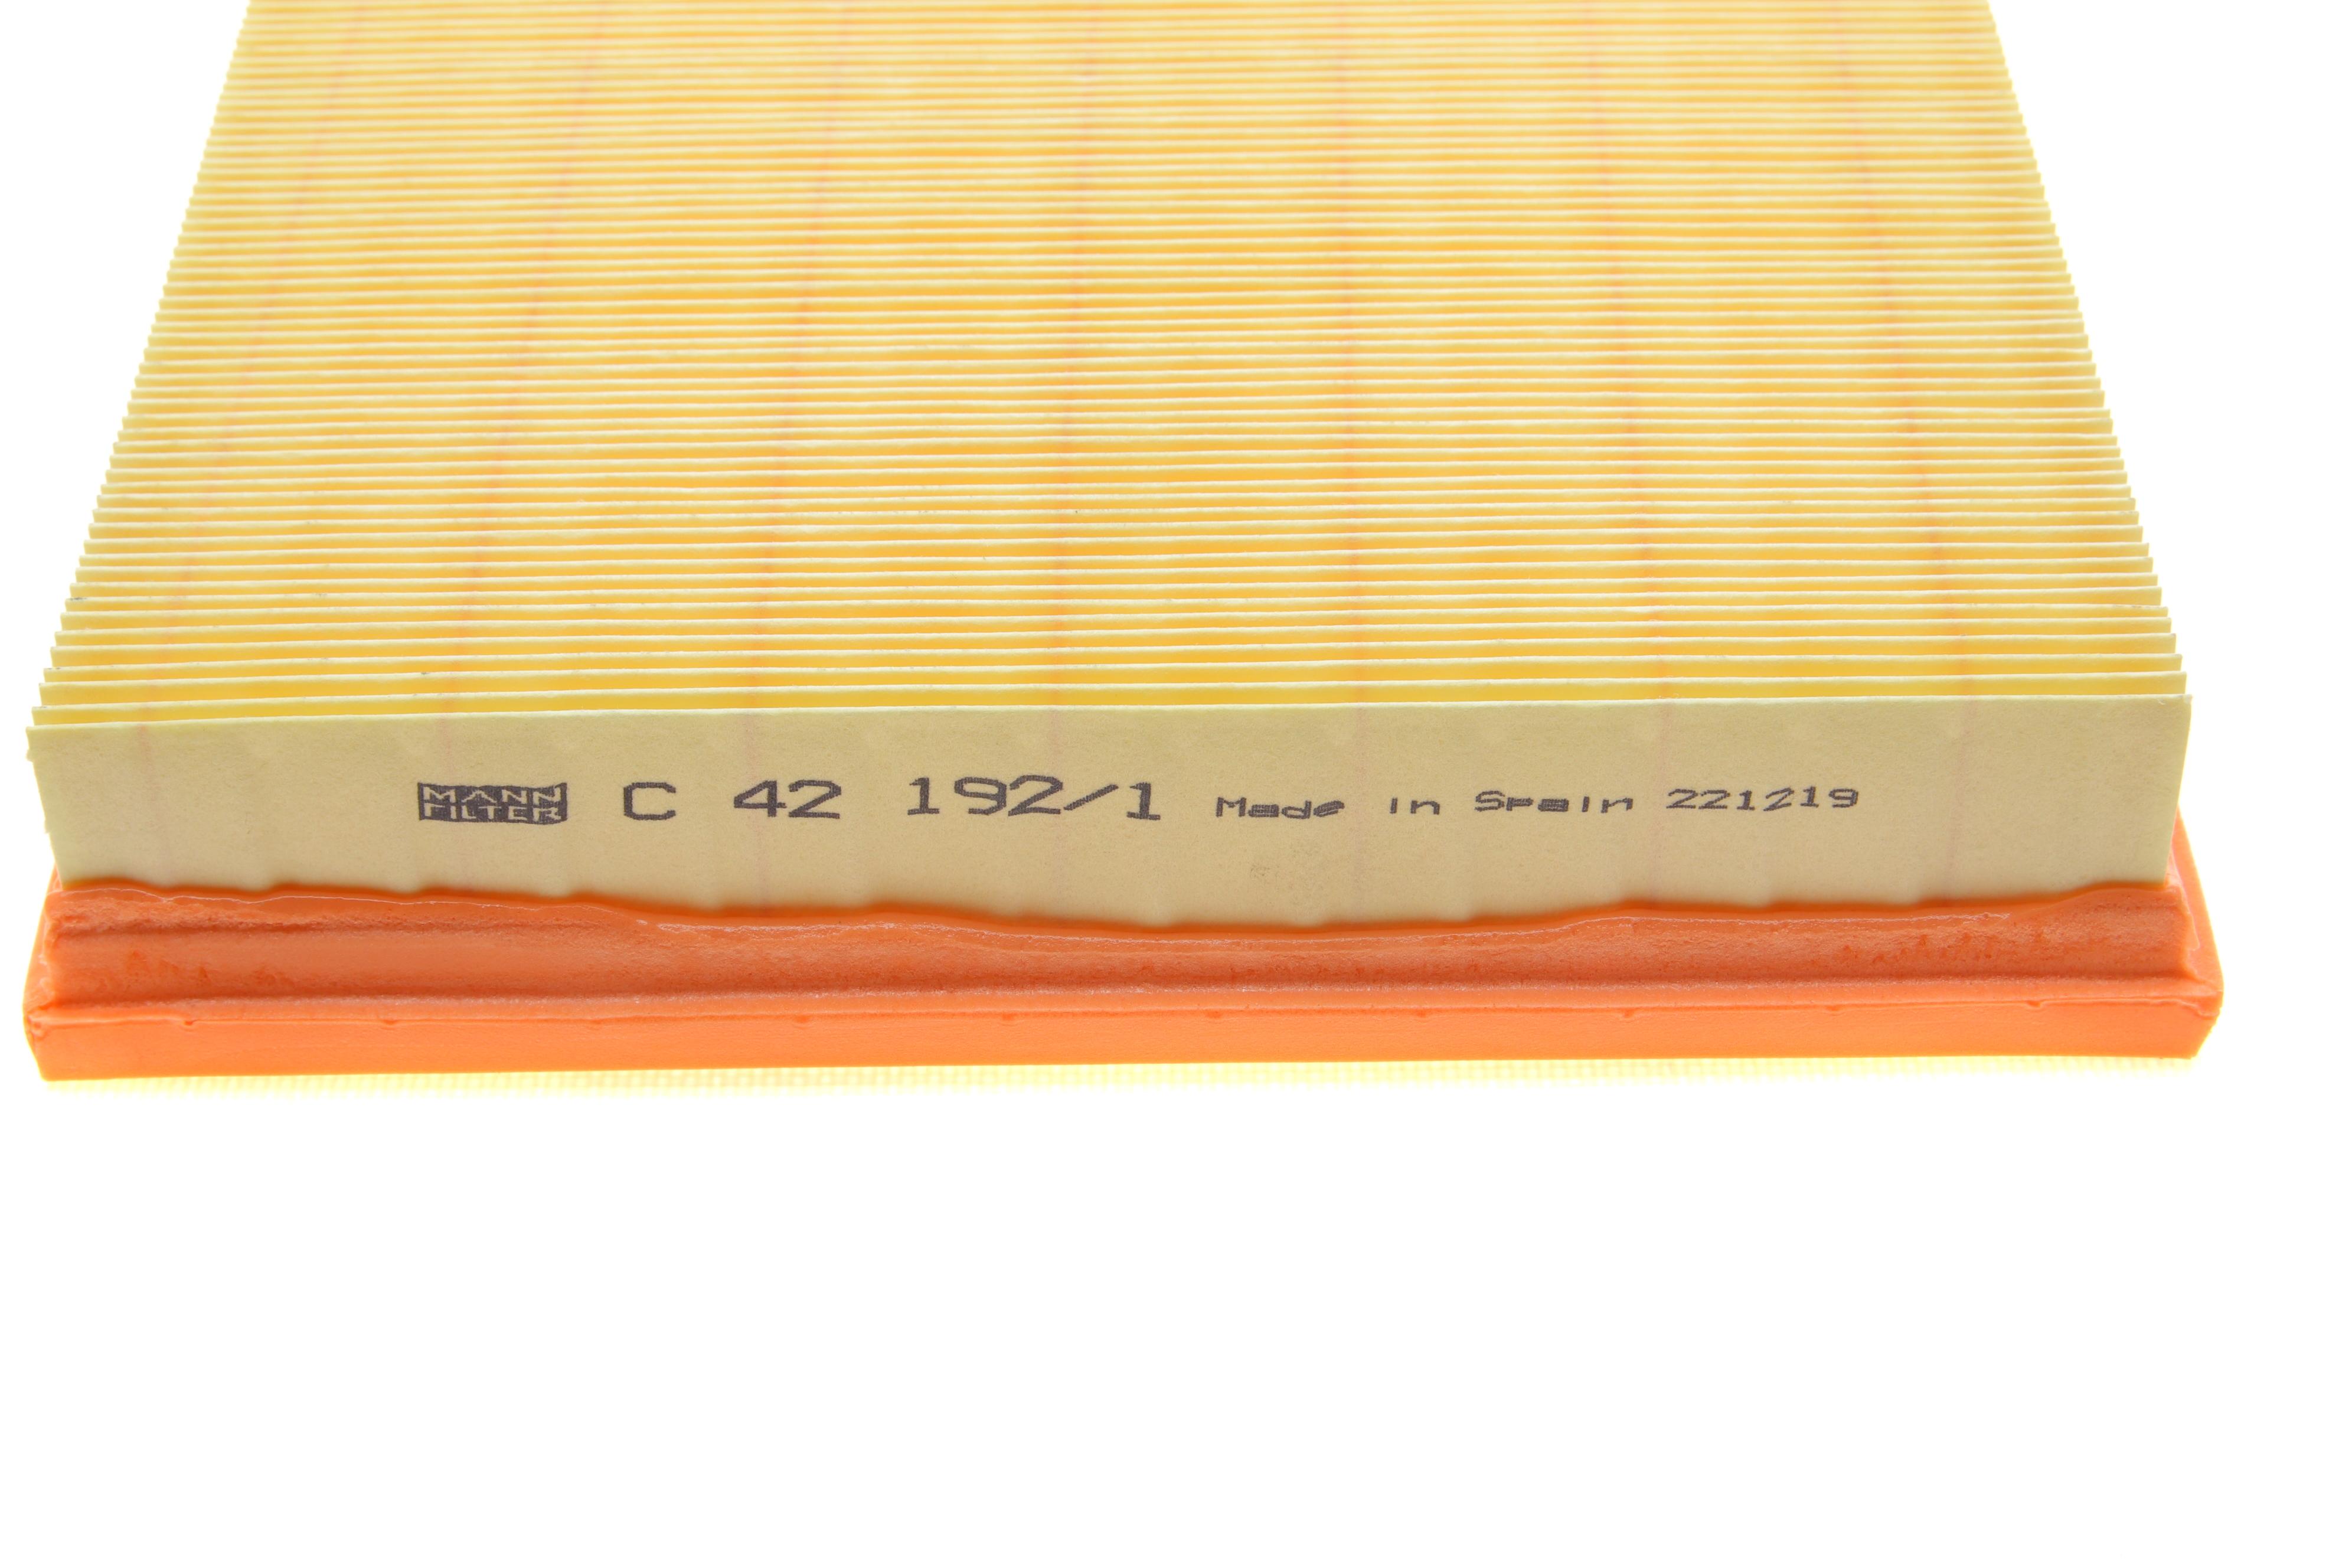 MANN
FILTER
C 42 192/1 Made in Spain 221219